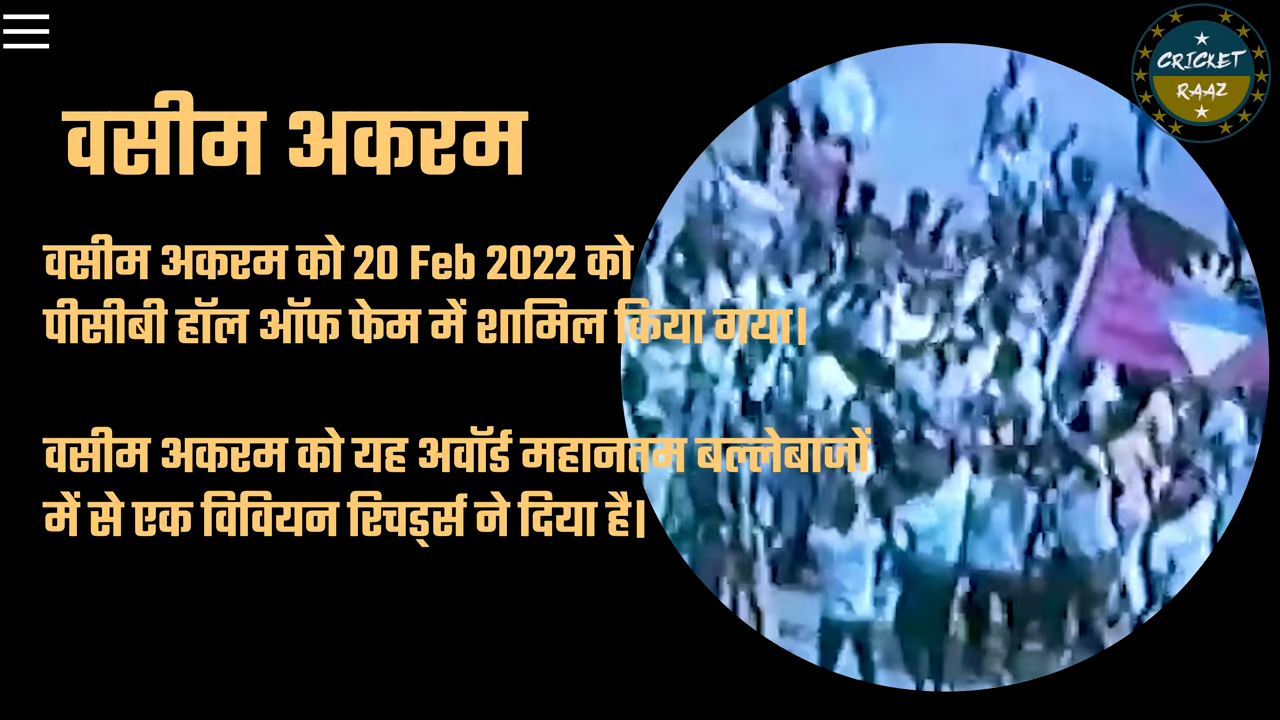 CRICKET
RAAZ
वसीम अकरम
वसीम अकरम को 20 Feb 2022 को
पीसीबी हॉल ऑफ फेम में शामिल किया गया।
वसीम अकरम को यह अवॉर्ड महानतम बल्लेबाजों
में से एक विवियन रिचर्ड्स ने दिया है।